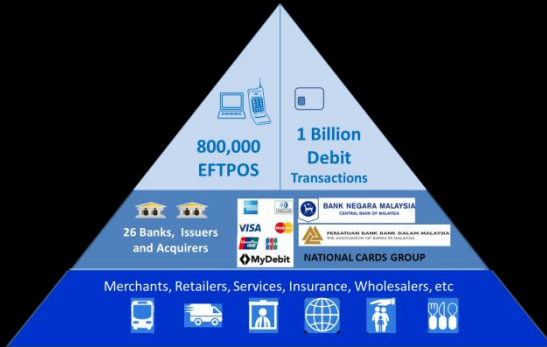 800,000
EFTPOS
1 Billion
Debit
Transactions
26 Banks, Issuers
and Acquirers
VISA
MyDebit
BANK NEGARA MALAYSIA
CENTRAL BANK OF MALAYSIA
PERSATUAN BANK BANK DALAM MALAYSIA
THE ASSOCIATION OF BANKS IN MALAYSIA
NATIONAL CARDS GROUP
Merchants, Retailers, Services, Insurance, Wholesalers, etc